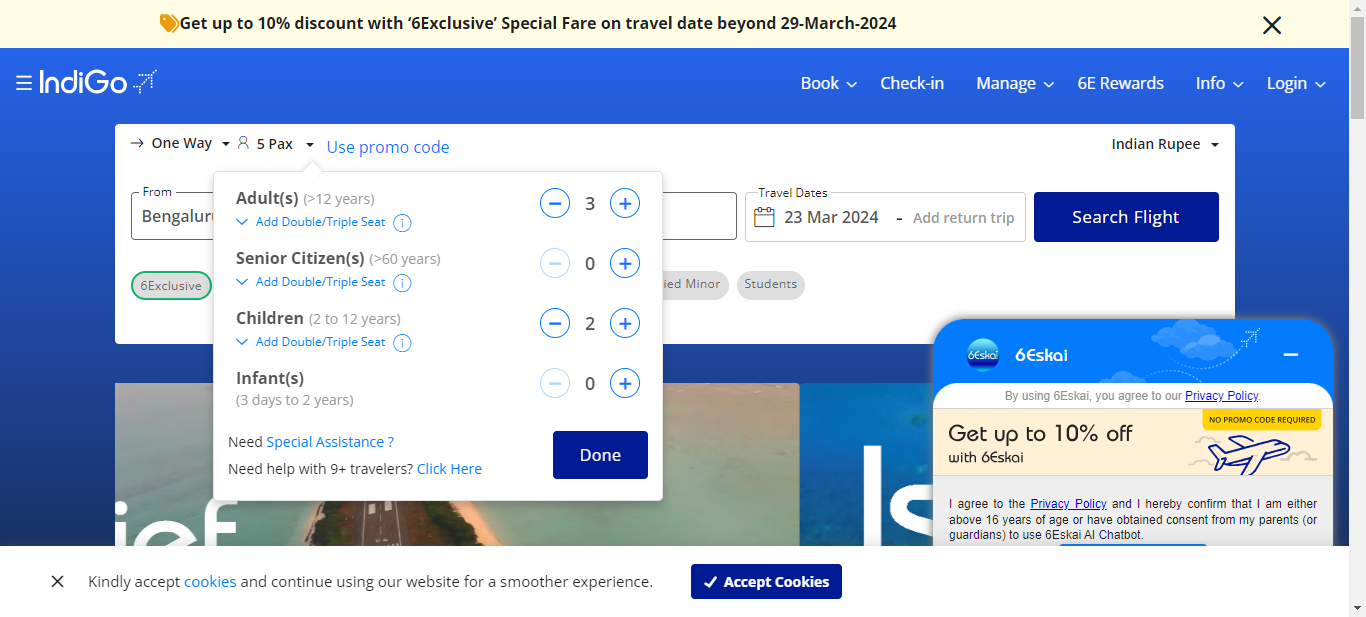 Get up to 10% discount with ‘6Exclusive’ Special Fare on travel date beyond 29-March-2024
IndiGo
Book
Check-in
Manage
6E Rewards
Info
Login
One Way
5 Pax
Use promo code
Indian Rupee
From
Travel Dates
23 Mar 2024 - Add return trip
Search Flight
6Exclusive
Minor
Students
Adult(s) (>12 years)
3
Add Double/Triple Seat
Senior Citizen(s) (>60 years)
0
Add Double/Triple Seat
Children (2 to 12 years)
2
Add Double/Triple Seat
Infant(s)
0
(3 days to 2 years)
Need Special Assistance ?
Need help with 9+ travelers? Click Here
Done
6Eskai
6Eskai
By using 6Eskai, you agree to our Privacy Policy.
NO PROMO CODE REQUIRED
Get up to 10% off
with 6Eskai
I agree to the Privacy Policy and I hereby confirm that I am either
above 16 years of age or have obtained consent from my parents (or
guardians) to use 6Eskai AI Chatbot.
Kindly accept cookies and continue using our website for a smoother experience.
Accept Cookies